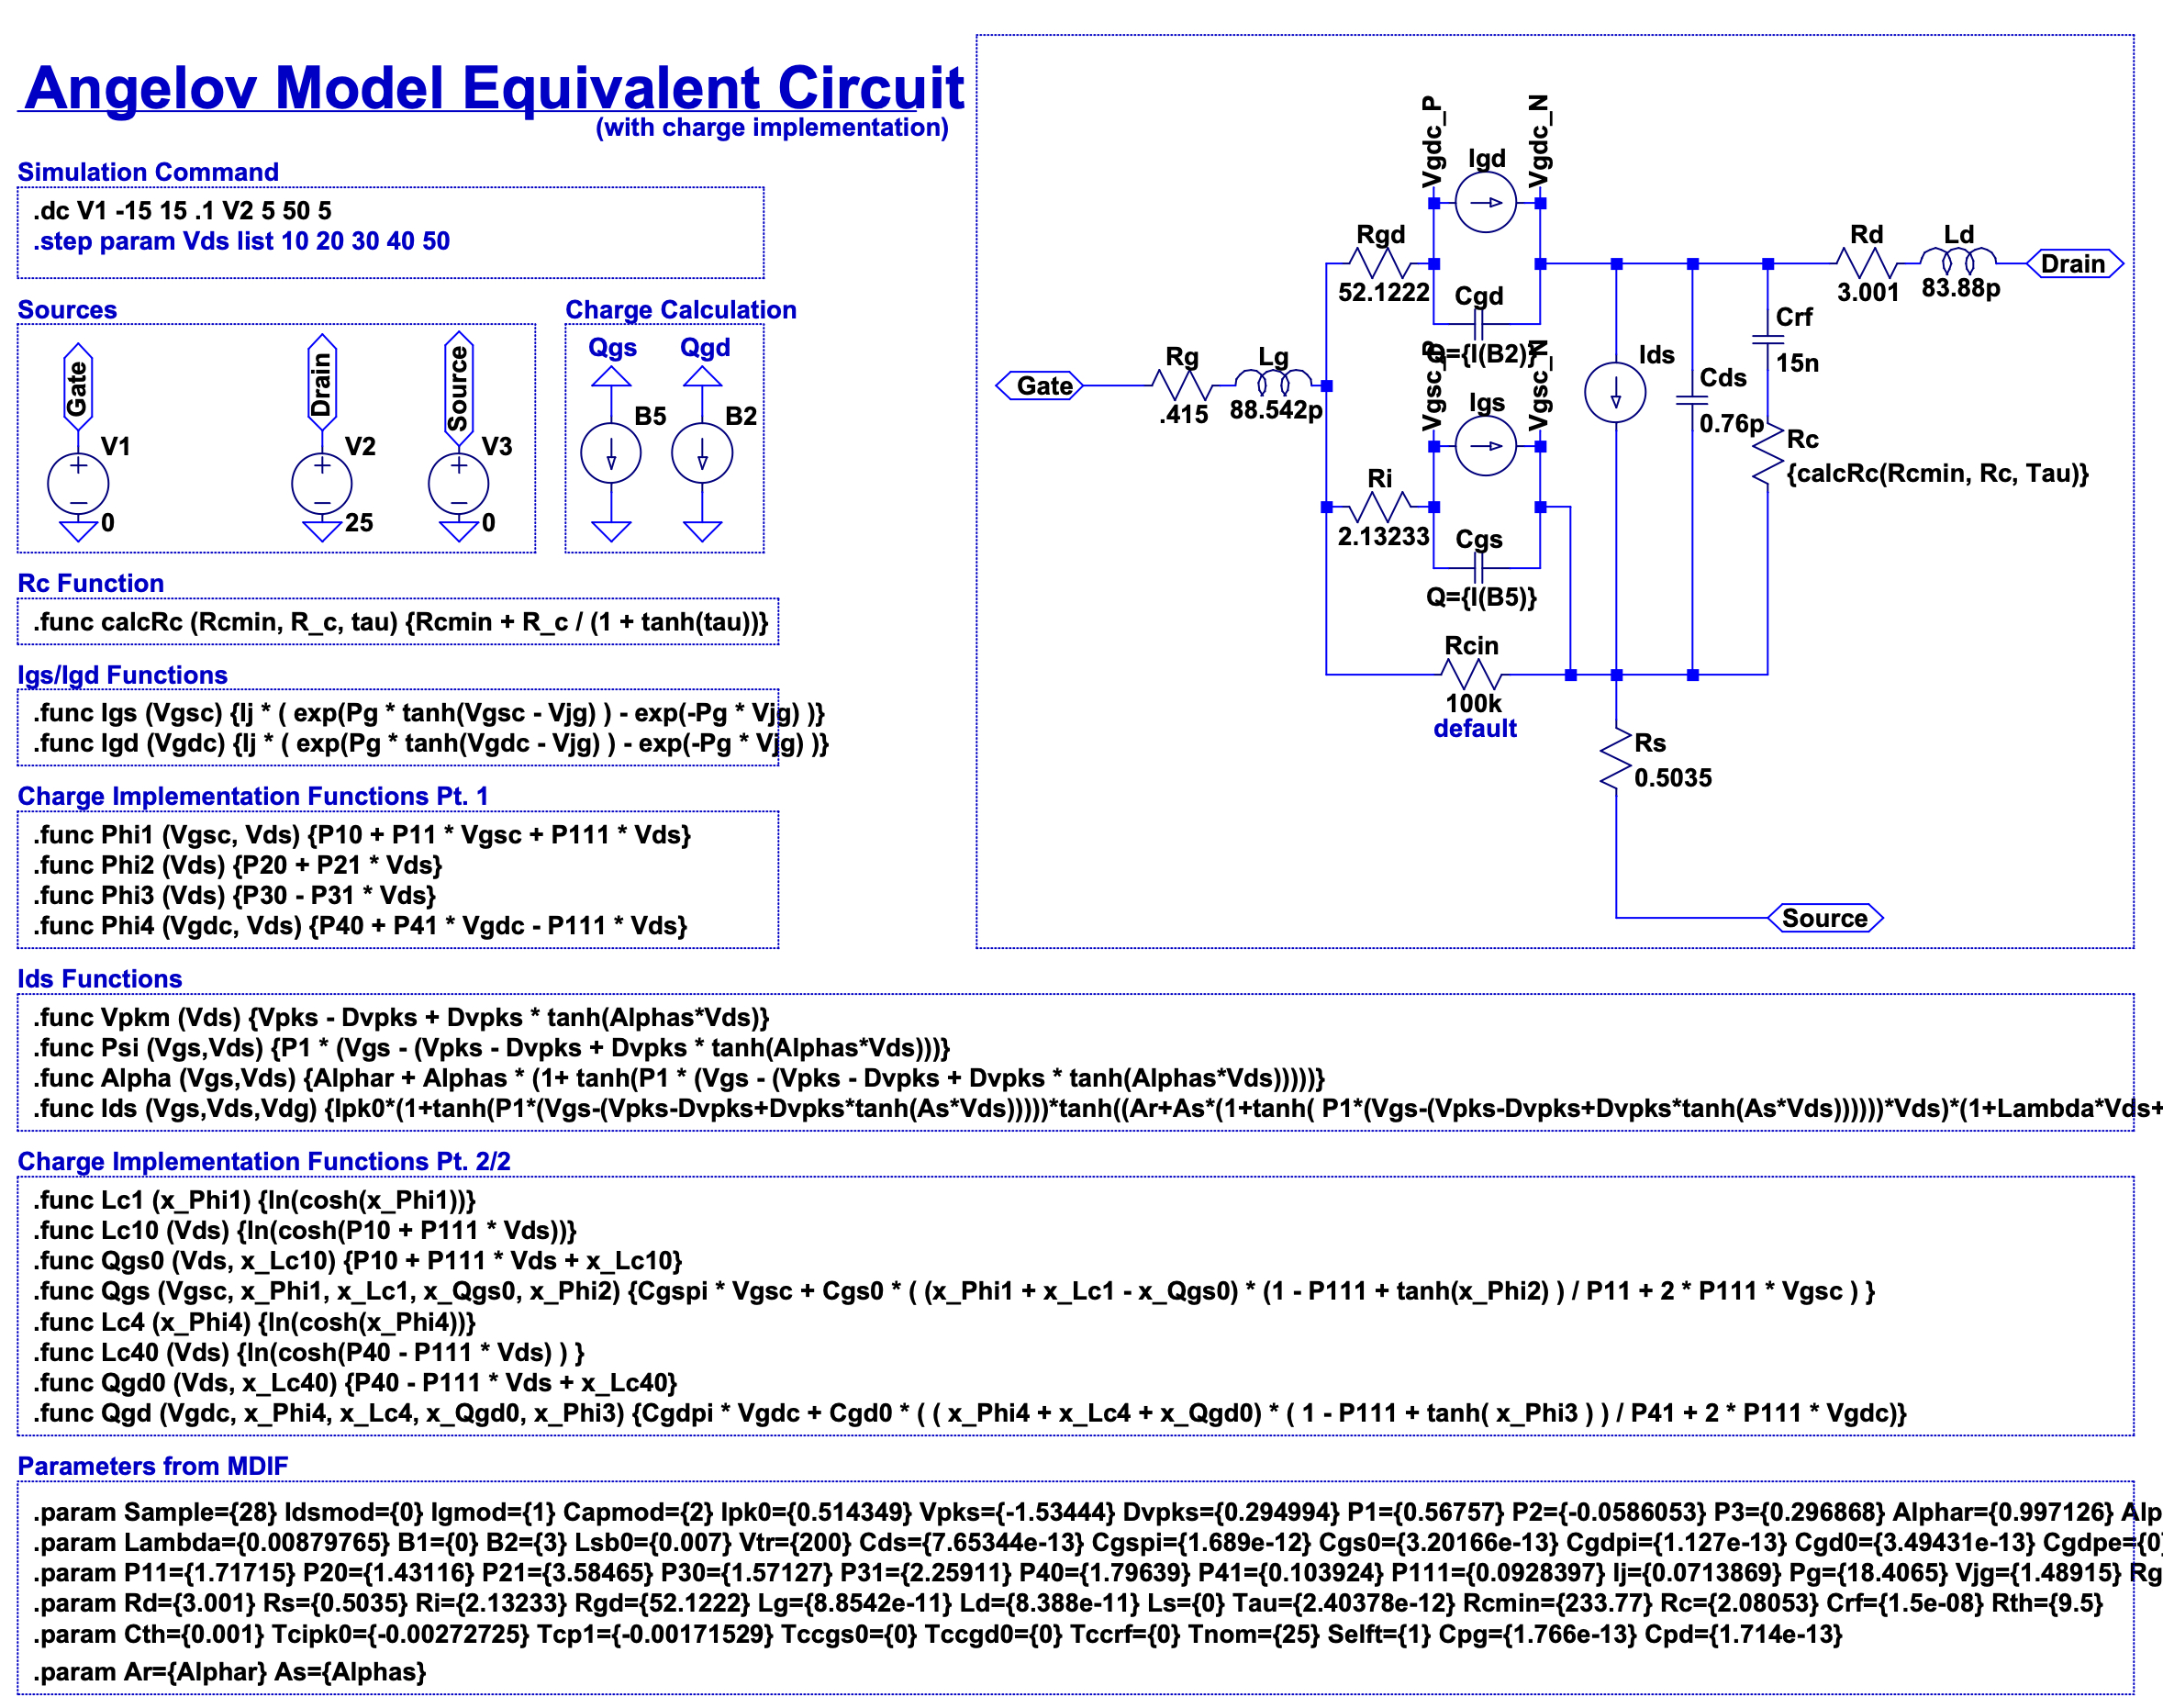 Angelov Model Equivalent Circuit
(with charge implementation)
Simulation Command
.dc V1 -15 15 .1 V2 5 50 5
.step param Vds list 10 20 30 40 50
Sources
Gate
V1
0
Drain
V2
25
Source
V3
0
Charge Calculation
Qgs
B5
Qgd
B2
Rc Function
.func calcRc (Rcmin, R_c, tau) {Rcmin + R_c / (1 + tanh(tau))}
Igs/Igd Functions
.func Igs (Vgsc) {Ij * ( exp(Pg * tanh(Vgsc - Vjg) ) - exp(-Pg * Vjg) )}
.func Igd (Vgdc) {Ij * ( exp(Pg * tanh(Vgdc - Vjg) ) - exp(-Pg * Vjg) )}
Charge Implementation Functions Pt. 1
.func Phi1 (Vgsc, Vds) {P10 + P11 * Vgsc + P111 * Vds}
.func Phi2 (Vds) {P20 + P21 * Vds}
.func Phi3 (Vds) {P30 - P31 * Vds}
.func Phi4 (Vgdc, Vds) {P40 + P41 * Vgdc - P111 * Vds}
Gate
Rg
.415
Lg
88.542p
Rgd
52.1222
Vgdc_P
Igd
Vgdc_N
Cgd
Q={I(B2)}
Vgsc_P
Igs
Vgsc_N
Ri
2.13233
Cgs
Q={I(B5)}
Rcin
100k
default
Ids
Cds
0.76p
Crf
15n
Rc
{calcRc(Rcmin, Rc, Tau)}
Rd
3.001
Ld
83.88p
Drain
Rs
0.5035
Source
Ids Functions
.func Vpkm (Vds) {Vpks - Dvpks + Dvpks * tanh(Alphas*Vds)}
.func Psi (Vgs,Vds) {P1 * (Vgs - (Vpks - Dvpks + Dvpks * tanh(Alphas*Vds)))}
.func Alpha (Vgs,Vds) {Alphar + Alphas * (1+ tanh(P1 * (Vgs - (Vpks - Dvpks + Dvpks * tanh(Alphas*Vds)))))}
.func Ids (Vgs,Vds,Vdg) {Ipk0*(1+tanh(P1*(Vgs-(Vpks-Dvpks+Dvpks*tanh(As*Vds)))))*tanh((Ar+As*(1+tanh( P1*(Vgs-(Vpks-Dvpks+Dvpks*tanh(As*Vds))))))*Vds)*(1+Lambda*Vds+
Charge Implementation Functions Pt. 2/2
.func Lc1 (x_Phi1) {ln(cosh(x_Phi1))}
.func Lc10 (Vds) {ln(cosh(P10 + P111 * Vds))}
.func Qgs0 (Vds, x_Lc10) {P10 + P111 * Vds + x_Lc10}
.func Qgs (Vgsc, x_Phi1, x_Lc1, x_Qgs0, x_Phi2) {Cgspi * Vgsc + Cgs0 * ( (x_Phi1 + x_Lc1 - x_Qgs0) * (1 - P111 + tanh(x_Phi2) ) / P11 + 2 * P111 * Vgsc ) }
.func Lc4 (x_Phi4) {ln(cosh(x_Phi4))}
.func Lc40 (Vds) {ln(cosh(P40 - P111 * Vds) ) }
.func Qgd0 (Vds, x_Lc40) {P40 - P111 * Vds + x_Lc40}
.func Qgd (Vgdc, x_Phi4, x_Lc4, x_Qgd0, x_Phi3) {Cgdpi * Vgdc + Cgd0 * ( ( x_Phi4 + x_Lc4 + x_Qgd0) * ( 1 - P111 + tanh( x_Phi3 ) ) / P41 + 2 * P111 * Vgdc)}
Parameters from MDIF
.param Sample={28} Idsmod={0} Igmod={1} Capmod={2} Ipk0={0.514349} Vpks={-1.53444} Dvpks={0.294994} P1={0.56757} P2={-0.0586053} P3={0.296868} Alphar={0.997126} Alp
.param Lambda={0.00879765} B1={0} B2={3} Lsb0={0.007} Vtr={200} Cds={7.65344e-13} Cgspi={1.689e-12} Cgs0={3.20166e-13} Cgdpi={1.127e-13} Cgd0={3.49431e-13} Cgdpe={0}
.param P11={1.71715} P20={1.43116} P21={3.58465} P30={1.57127} P31={2.25911} P40={1.79639} P41={0.103924} P111={0.0928397} Ij={0.0713869} Pg={18.4065} Vjg={1.48915} Rg
.param Rd={3.001} Rs={0.5035} Ri={2.13233} Rgd={52.1222} Lg={8.8542e-11} Ld={8.388e-11} Ls={0} Tau={2.40378e-12} Rcmin={233.77} Rc={2.08053} Crf={1.5e-08} Rth={9.5}
.param Cth={0.001} Tcipk0={-0.00272725} Tcp1={-0.00171529} Tccgs0={0} Tccgd0={0} Tccrf={0} Tnom={25} Selft={1} Cpg={1.766e-13} Cpd={1.714e-13}
.param Ar={Alphar} As={Alphas}